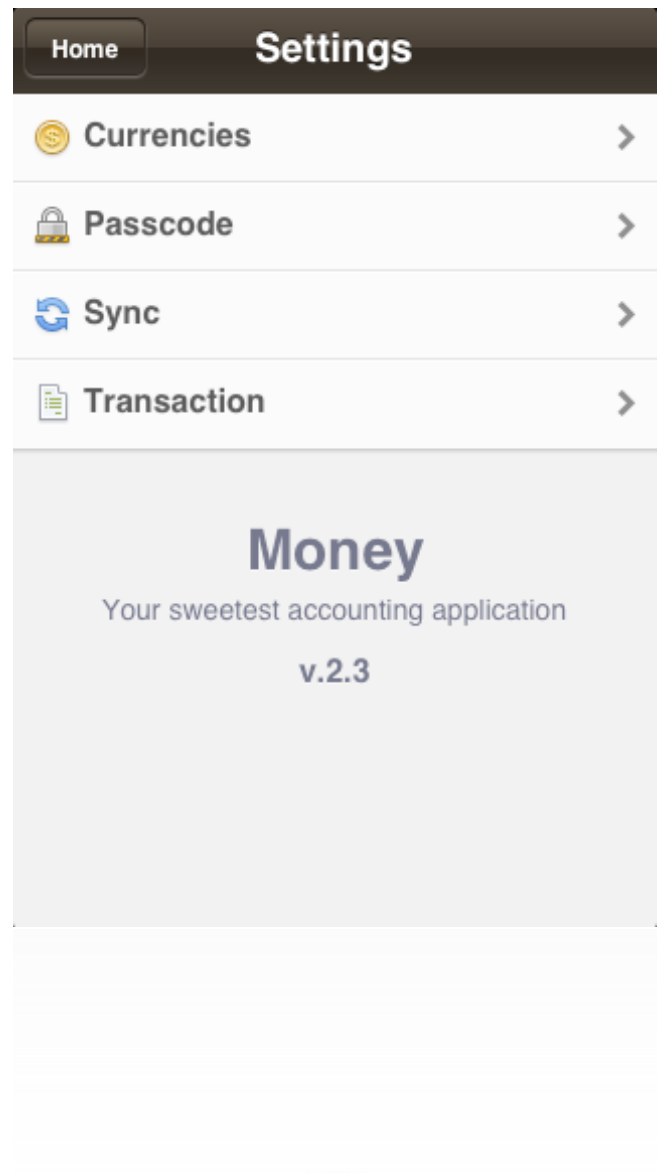 Home Settings
Currencies
Passcode
Sync
Transaction
Money
Your sweetest accounting application
v.2.3